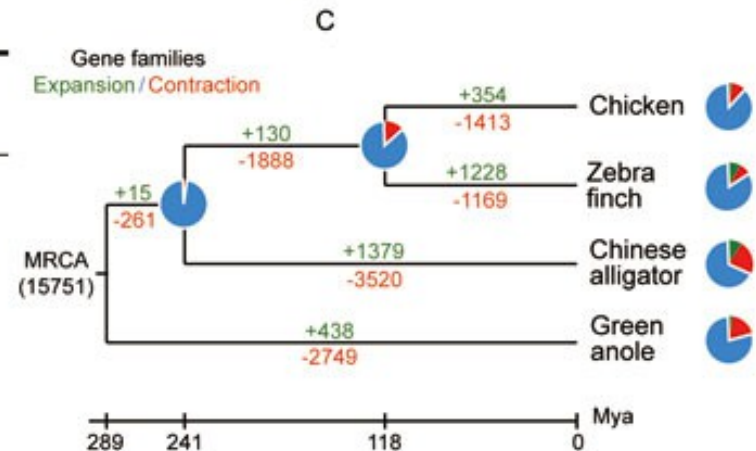 C
Gene families
Expansion/Contraction
+354
Chicken
-1413
+130
-1888
+1228
Zebra
finch
-1169
+15
-261
+1379
Chinese
alligator
-3520
MRCA
(15751)
+438
Green
anole
-2749
Mya
289 241 118 0